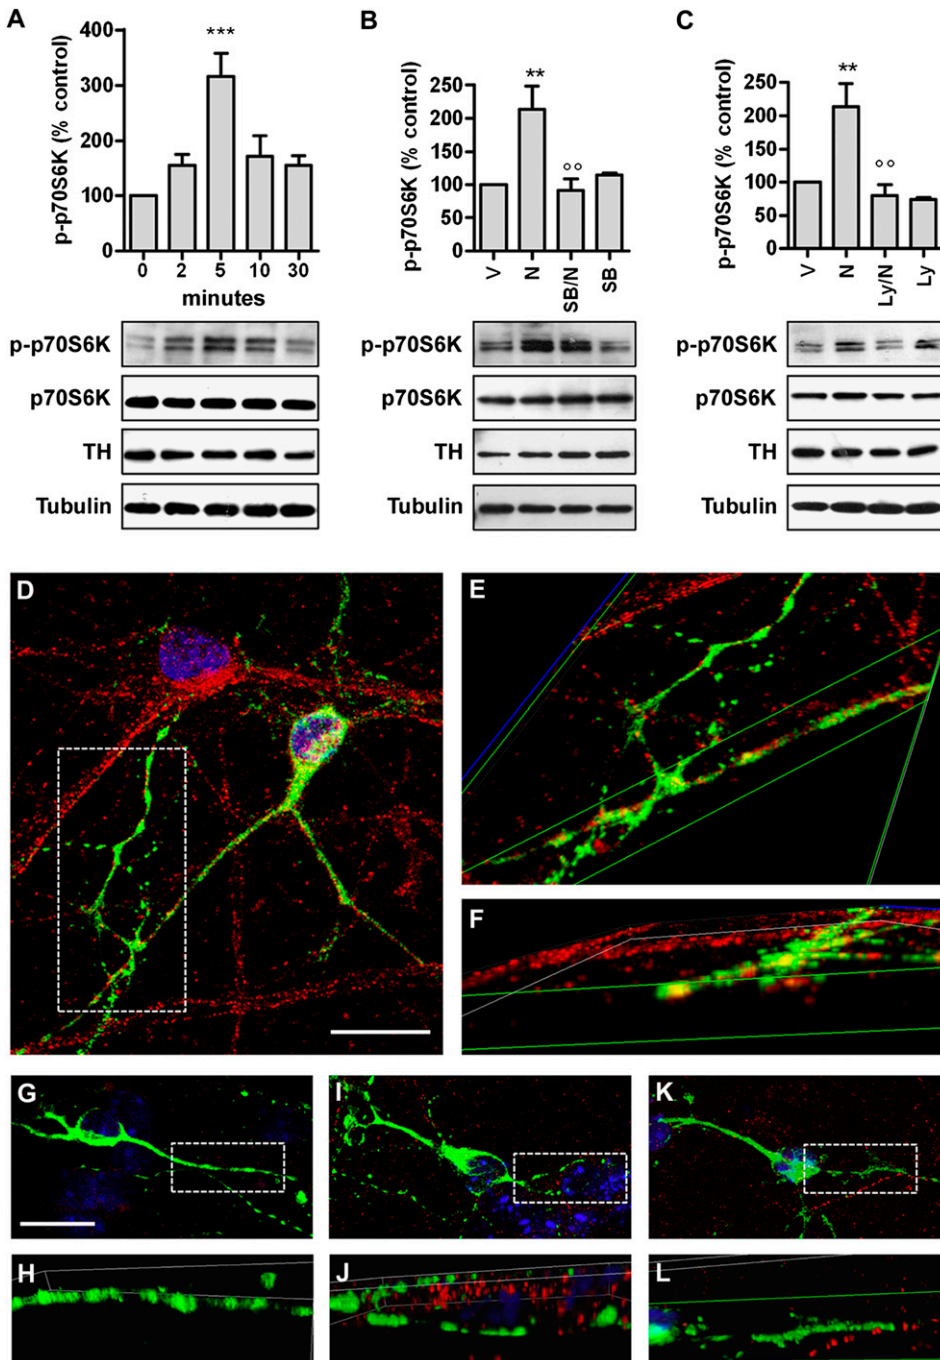 A
p-p70S6K (% control)
400
300
200
100
0
***
0 2 5 10 30
minutes
p-p70S6K
p70S6K
TH
Tubulin
B
p-p70S6K (% control)
250
200
150
100
50
0
**
°°
V N SB/N SB
p-p70S6K
p70S6K
TH
Tubulin
C
p-p70S6K (% control)
250
200
150
100
50
0
**
°°
V N Ly/N Ly
p-p70S6K
p70S6K
TH
Tubulin
D
E
F
G
I
K
H
J
L